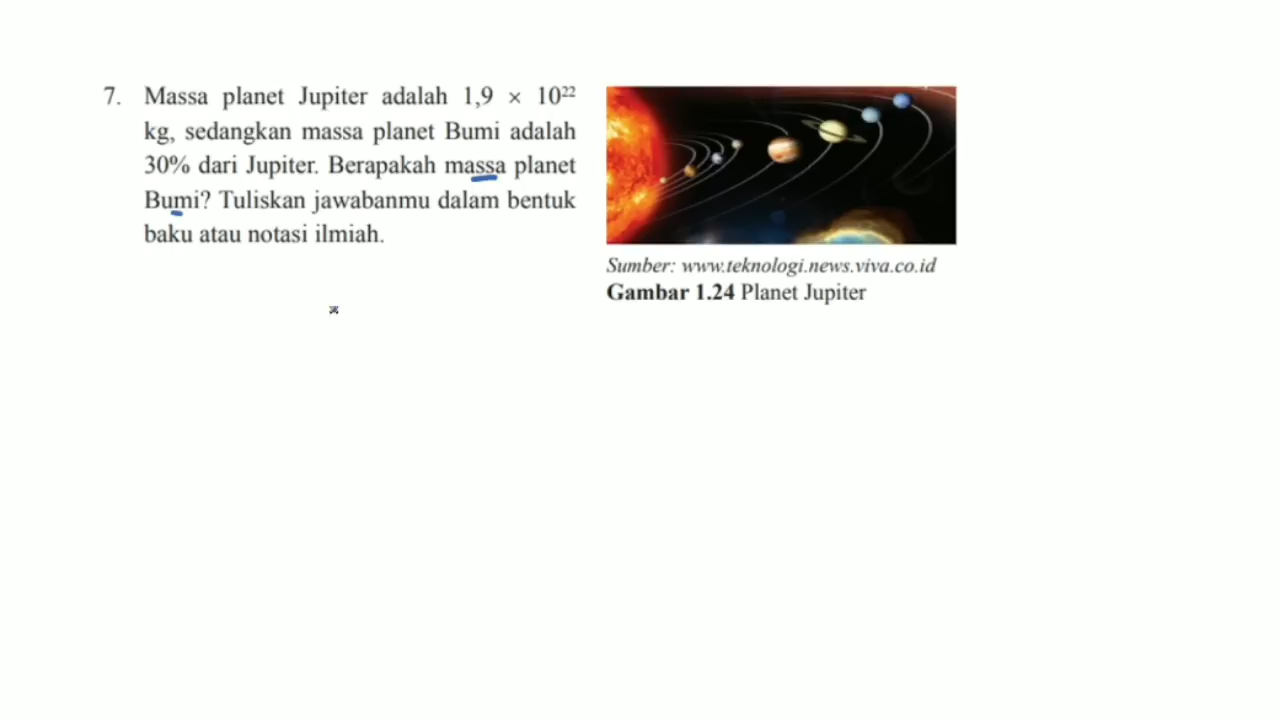 7. Massa planet Jupiter adalah 1,9 × 10²²
kg, sedangkan massa planet Bumi adalah
30% dari Jupiter. Berapakah massa planet
Bumi? Tuliskan jawabanmu dalam bentuk
baku atau notasi ilmiah.
Sumber: www.teknologi.news.viva.co.id
Gambar 1.24 Planet Jupiter